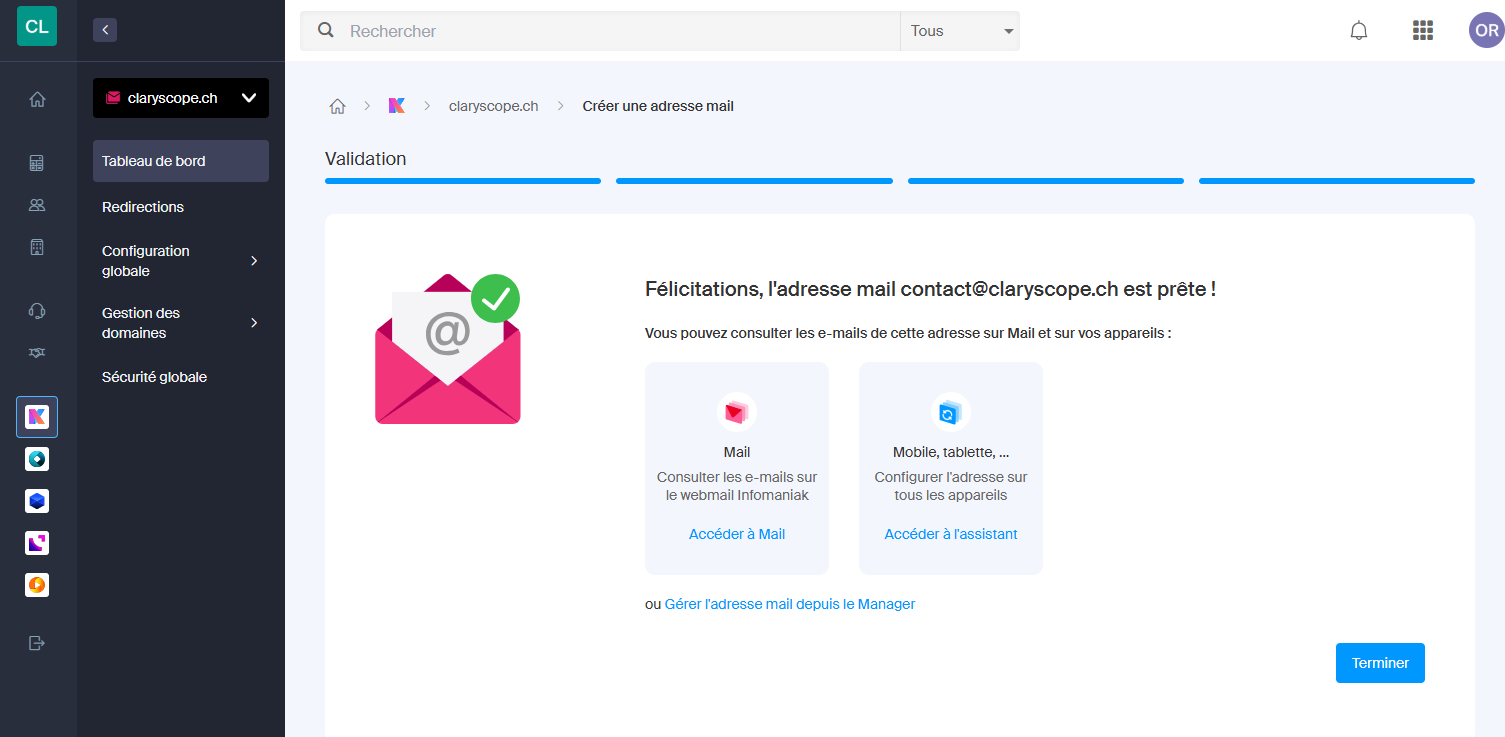 CL
Rechercher
Tous
OR
claryscope.ch
claryscope.ch
Créer une adresse mail
Tableau de bord
Redirections
Configuration
globale
Gestion des
domaines
Sécurité globale
Validation
@
Félicitations, l'adresse mail contact@claryscope.ch est prête !
Vous pouvez consulter les e-mails de cette adresse sur Mail et sur vos appareils :
Mail
Consulter les e-mails sur
le webmail Infomaniak
Accéder à Mail
Mobile, tablette, ...
Configurer l'adresse sur
tous les appareils
Accéder à l'assistant
ou Gérer l'adresse mail depuis le Manager
Terminer